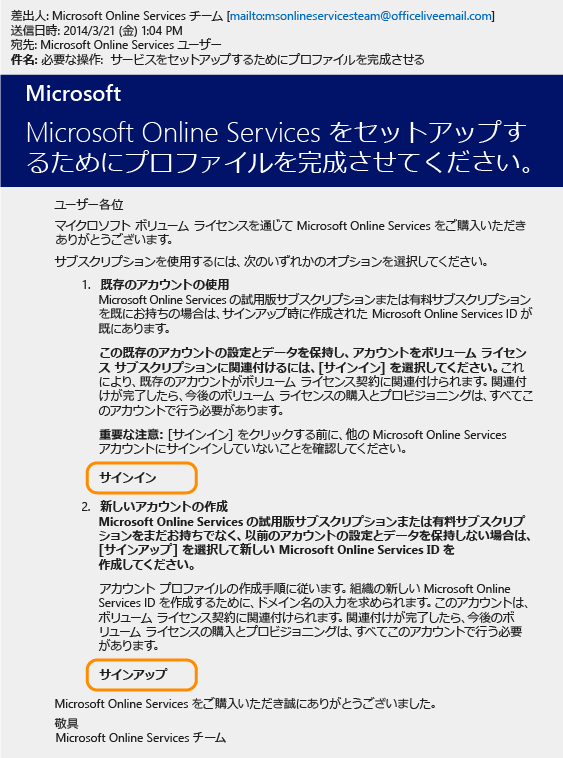 差出人: Microsoft Online Services チーム [mailto:msonlineservicesteam@officeliveemail.com]
送信日時: 2014/3/21 (金) 1:04 PM
宛先: Microsoft Online Services ユーザー
件名: 必要な操作: サービスをセットアップするためにプロファイルを完成させる
Microsoft
Microsoft Online Services をセットアップす
るためにプロファイルを完成させてください。
ユーザー各位
マイクロソフト ボリューム ライセンスを通じて Microsoft Online Services をご購入いただき
ありがとうございます。
サブスクリプションを使用するには、次のいずれかのオプションを選択してください。
1. 既存のアカウントの使用
Microsoft Online Services の試用版サブスクリプションまたは有料サブスクリプション
を既にお持ちの場合は、サインアップ時に作成された Microsoft Online Services ID が
既にあります。
この既存のアカウントの設定とデータを保持し、アカウントをボリューム ライセン
ス サブスクリプションに関連付けるには、[サインイン] を選択してください。これ
により、既存のアカウントがボリューム ライセンス契約に関連付けられます。関連付
けが完了したら、今後のボリューム ライセンスの購入とプロビジョニングは、すべてこ
のアカウントで行う必要があります。
重要な注意: [サインイン] をクリックする前に、他の Microsoft Online Services
アカウントにサインインしていないことを確認してください。
サインイン
2. 新しいアカウントの作成
Microsoft Online Services の試用版サブスクリプションまたは有料サブスクリプ
ションをまだお持ちでなく、以前のアカウントの設定とデータを保持しない場合は、
[サインアップ] を選択して新しい Microsoft Online Services ID を
作成してください。
アカウント プロファイルの作成手順に従います。組織の新しい Microsoft Online
Services ID を作成するために、ドメイン名の入力を求められます。このアカウントは、
ボリューム ライセンス契約に関連付けられます。関連付けが完了したら、今後のボ
リューム ライセンスの購入とプロビジョニングは、すべてこのアカウントで行う必要
があります。
サインアップ
Microsoft Online Services をご購入いただき誠にありがとうございました。
敬具
Microsoft Online Services チーム